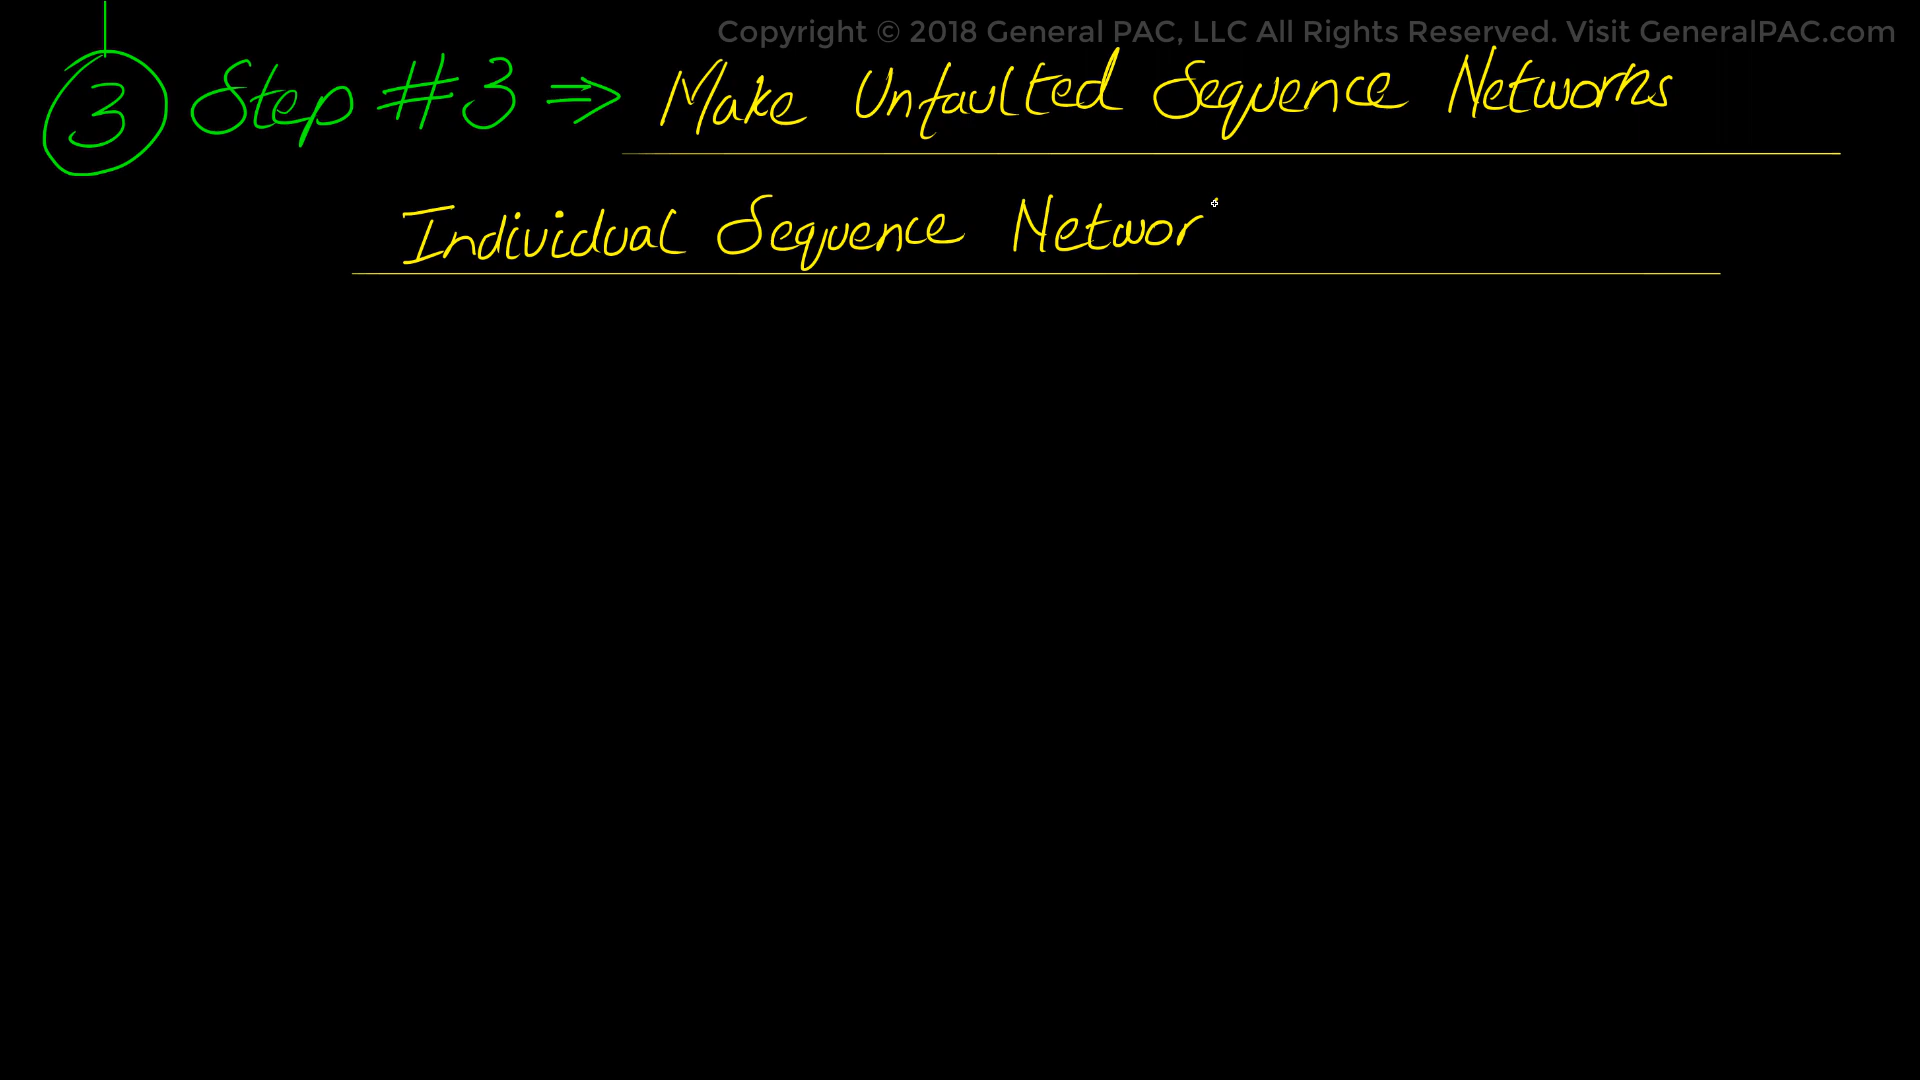 Copyright © 2018 General PAC, LLC All Rights Reserved. Visit GeneralPAC.com
3 Step #3 ⇒ Make Unfaulted Sequence Networks
Individual Sequence Networ